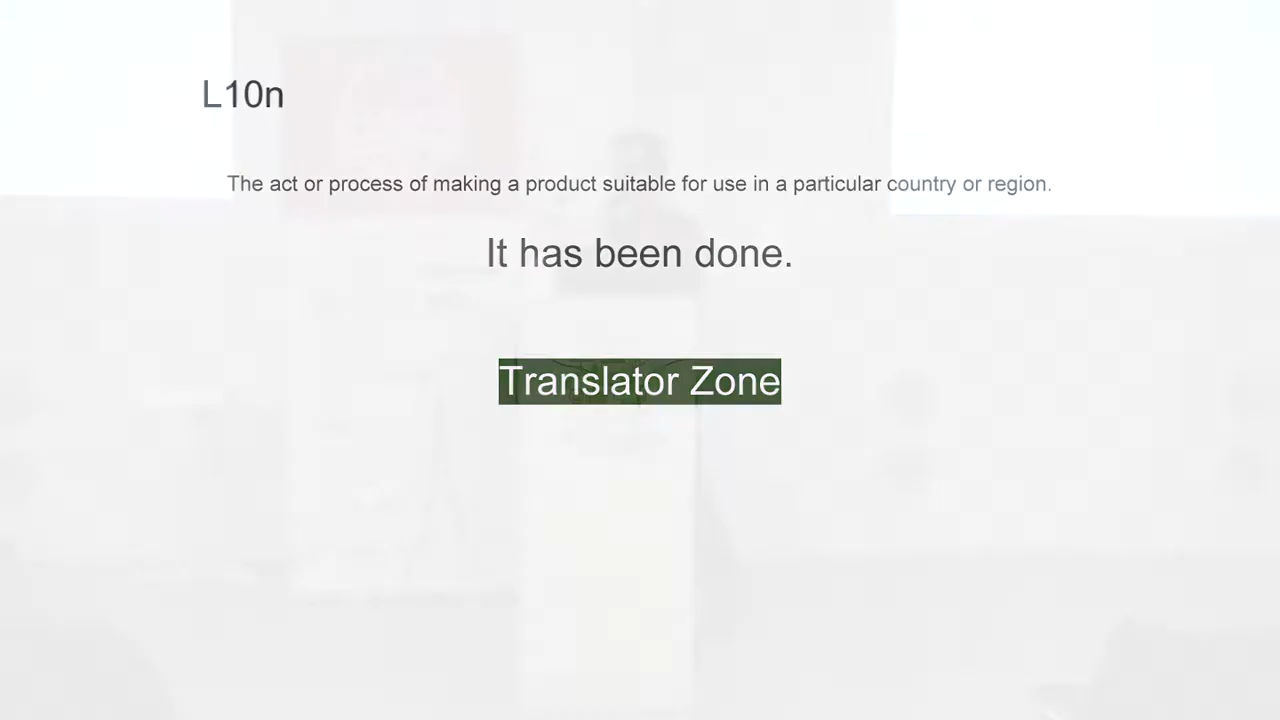 L10n
The act or process of making a product suitable for use in a particular country or region.
It has been done.
Translator Zone